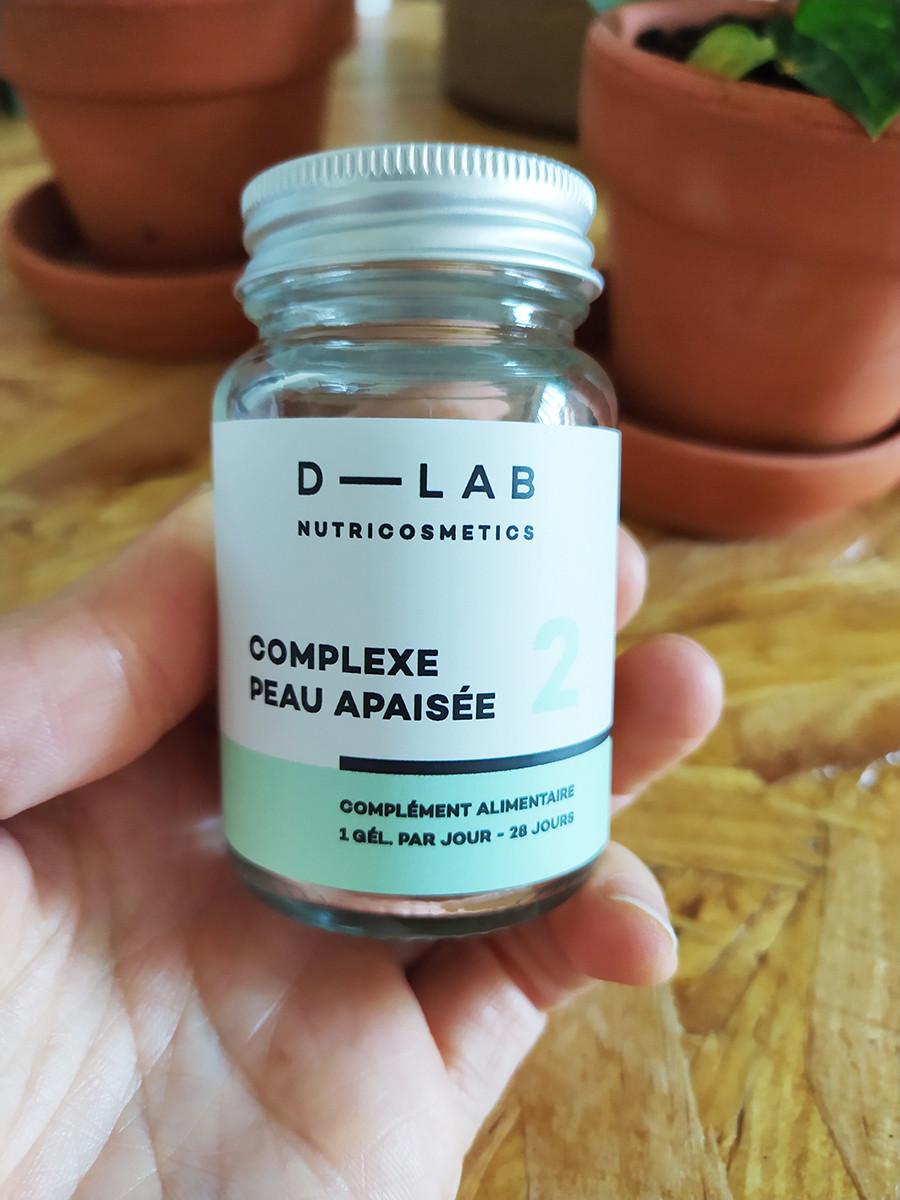 D — LAB
NUTRICOSMETICS
COMPLEXE
PEAU APAISÉE
2
COMPLÉMENT ALIMENTAIRE
1 GÉL. PAR JOUR - 28 JOURS